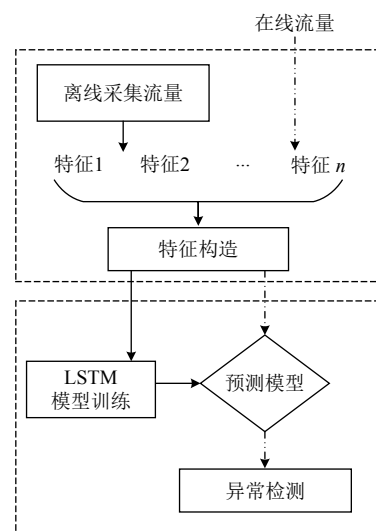 在线流量
离线采集流量
特征1 特征2 ... 特征 n
特征构造
LSTM
模型训练
预测模型
异常检测